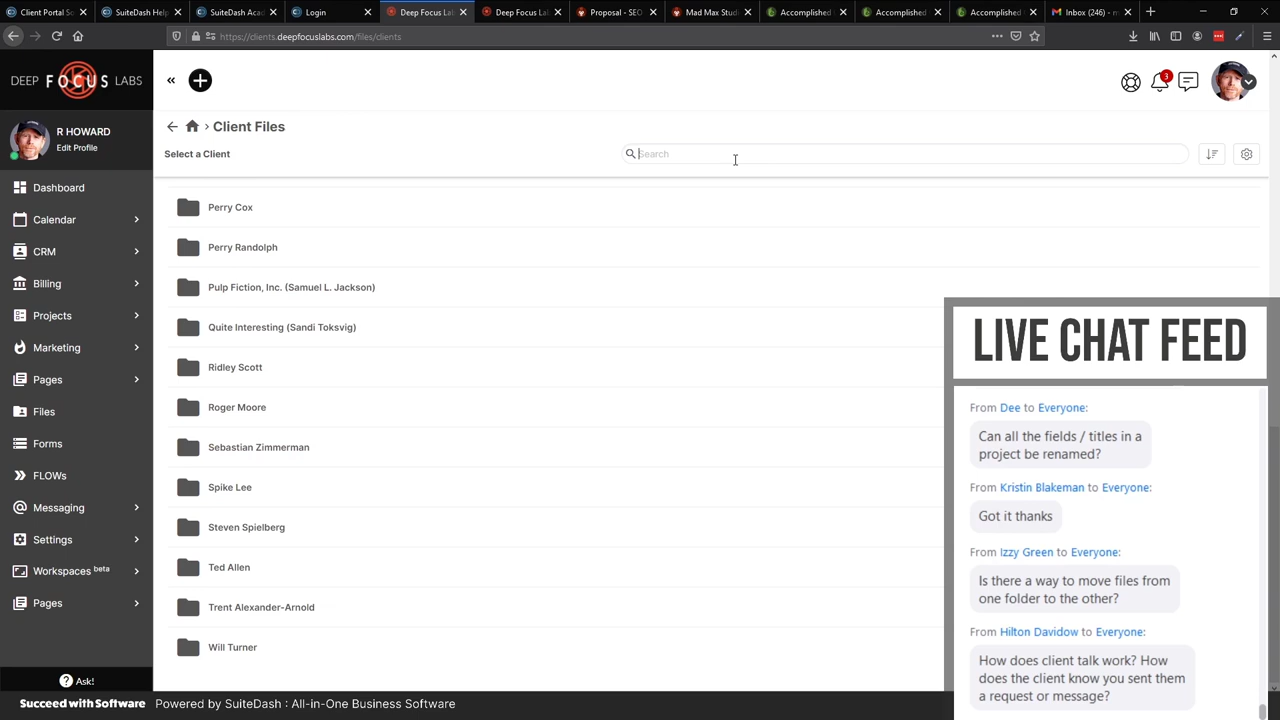 Client Portal So
SuiteDash Help
SuiteDash Acad
Login
Deep Focus Lab
Deep Focus Lab
Proposal - SEO
Mad Max Studi
Accomplished
Accomplished
Accomplished
Inbox (246) - m
https://clients.deepfocuslabs.com/files/clients
DEEP FOCUS LABS
R HOWARD
Edit Profile
Dashboard
Calendar
CRM
Billing
Projects
Marketing
Pages
Files
Forms
FLOWs
Messaging
Settings
Workspaces beta
Pages
Ask!
3
Client Files
Select a Client
Search
Perry Cox
Perry Randolph
Pulp Fiction, Inc. (Samuel L. Jackson)
Quite Interesting (Sandi Toksvig)
Ridley Scott
Roger Moore
Sebastian Zimmerman
Spike Lee
Steven Spielberg
Ted Allen
Trent Alexander-Arnold
Will Turner
LIVE CHAT FEED
From Dee to Everyone:
Can all the fields / titles in a
project be renamed?
From Kristin Blakeman to Everyone:
Got it thanks
From Izzy Green to Everyone:
Is there a way to move files from
one folder to the other?
From Hilton Davidow to Everyone:
How does client talk work? How
does the client know you sent them
a request or message?
Succeed with Software Powered by SuiteDash : All-in-One Business Software